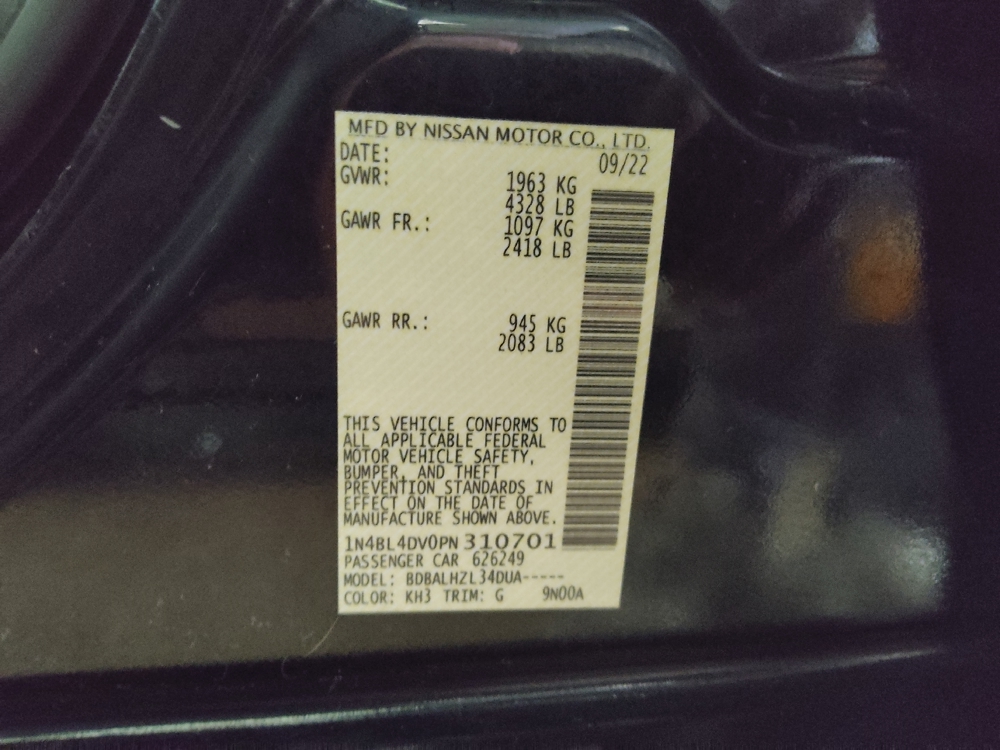 MFD BY NISSAN MOTOR CO., LTD.
DATE: 09/22
GVWR: 1963 KG
4328 LB
GAWR FR.: 1097 KG
2418 LB
GAWR RR.: 945 KG
2083 LB
THIS VEHICLE CONFORMS TO
ALL APPLICABLE FEDERAL
MOTOR VEHICLE SAFETY,
BUMPER, AND THEFT
PREVENTION STANDARDS IN
EFFECT ON THE DATE OF
MANUFACTURE SHOWN ABOVE.
1N4BL4DV0PN310701
PASSENGER CAR 626249
MODEL: BDBALHZL34DUA-----
COLOR: KH3 TRIM: G 9N00A